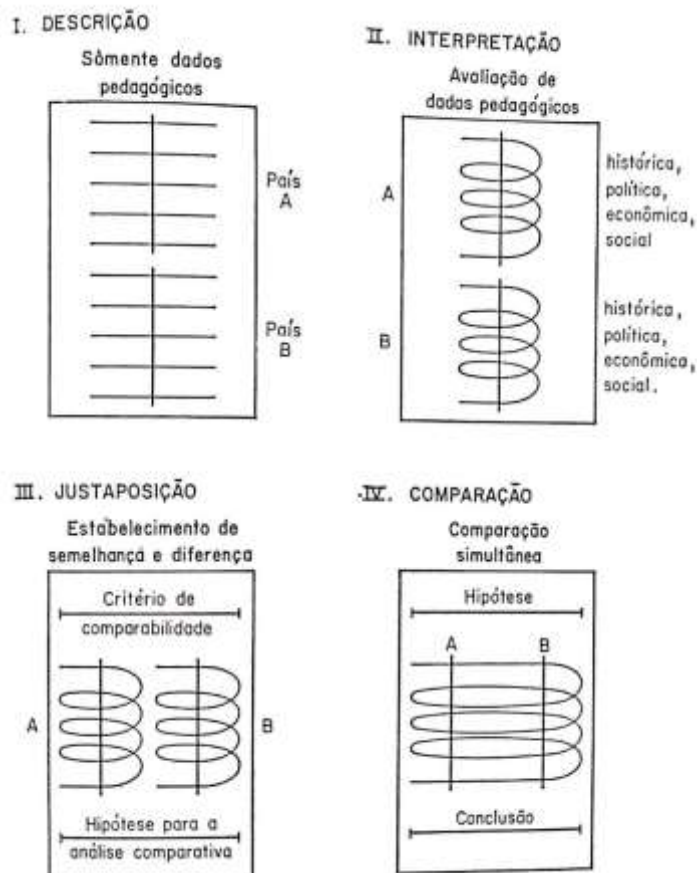 I. DESCRIÇÃO
Sòmente dados
pedagógicos
País
A
País
B
II. INTERPRETAÇÃO
Avaliação de
dados pedagógicos
A
histórica,
política,
econômica,
social
B
histórica,
política,
econômica,
social.
III. JUSTAPOSIÇÃO
Estabelecimento de
semelhança e diferença
Critério de
comparabilidade
A
B
Hipótese para a
análise comparativa
IV. COMPARAÇÃO
Comparação
simultânea
Hipótese
A B
Conclusão